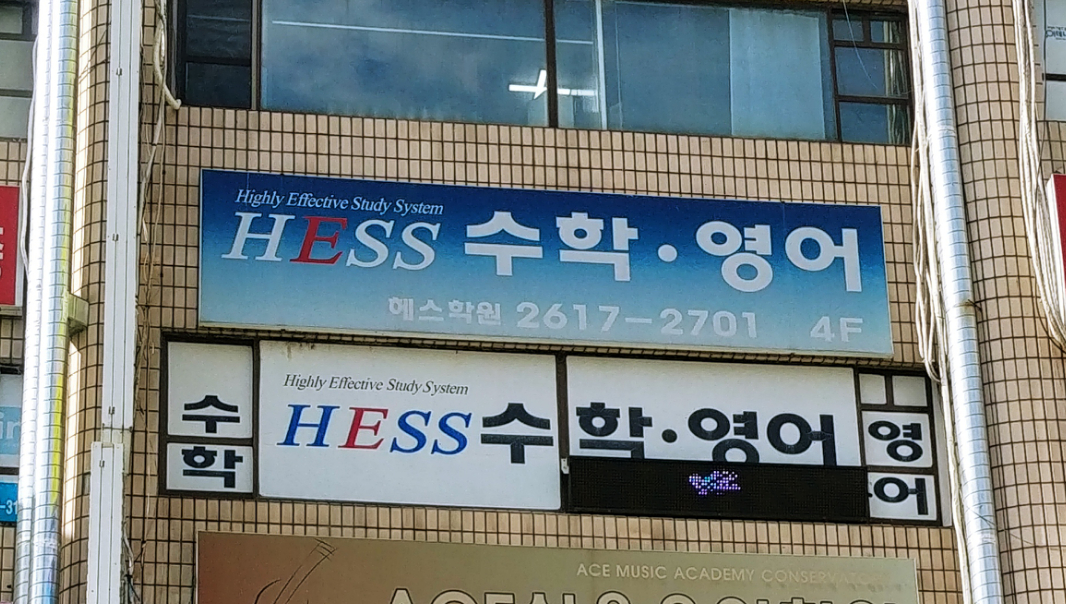 Highly Effective Study System
HESS 수학·영어
헤스학원 2617-2701 4F
수학
Highly Effective Study System
HESS 수학·영어
영어
ACE MUSIC ACADEMY